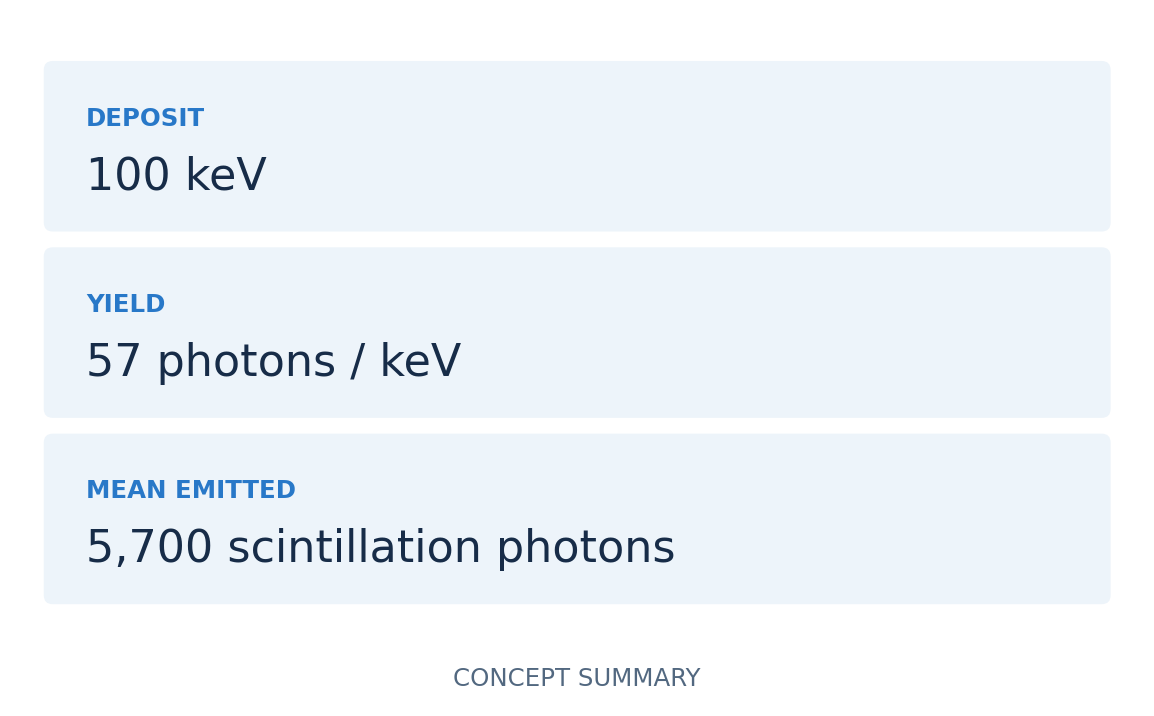 DEPOSIT
100 keV
YIELD
57 photons / keV
MEAN EMITTED
5,700 scintillation photons
CONCEPT SUMMARY